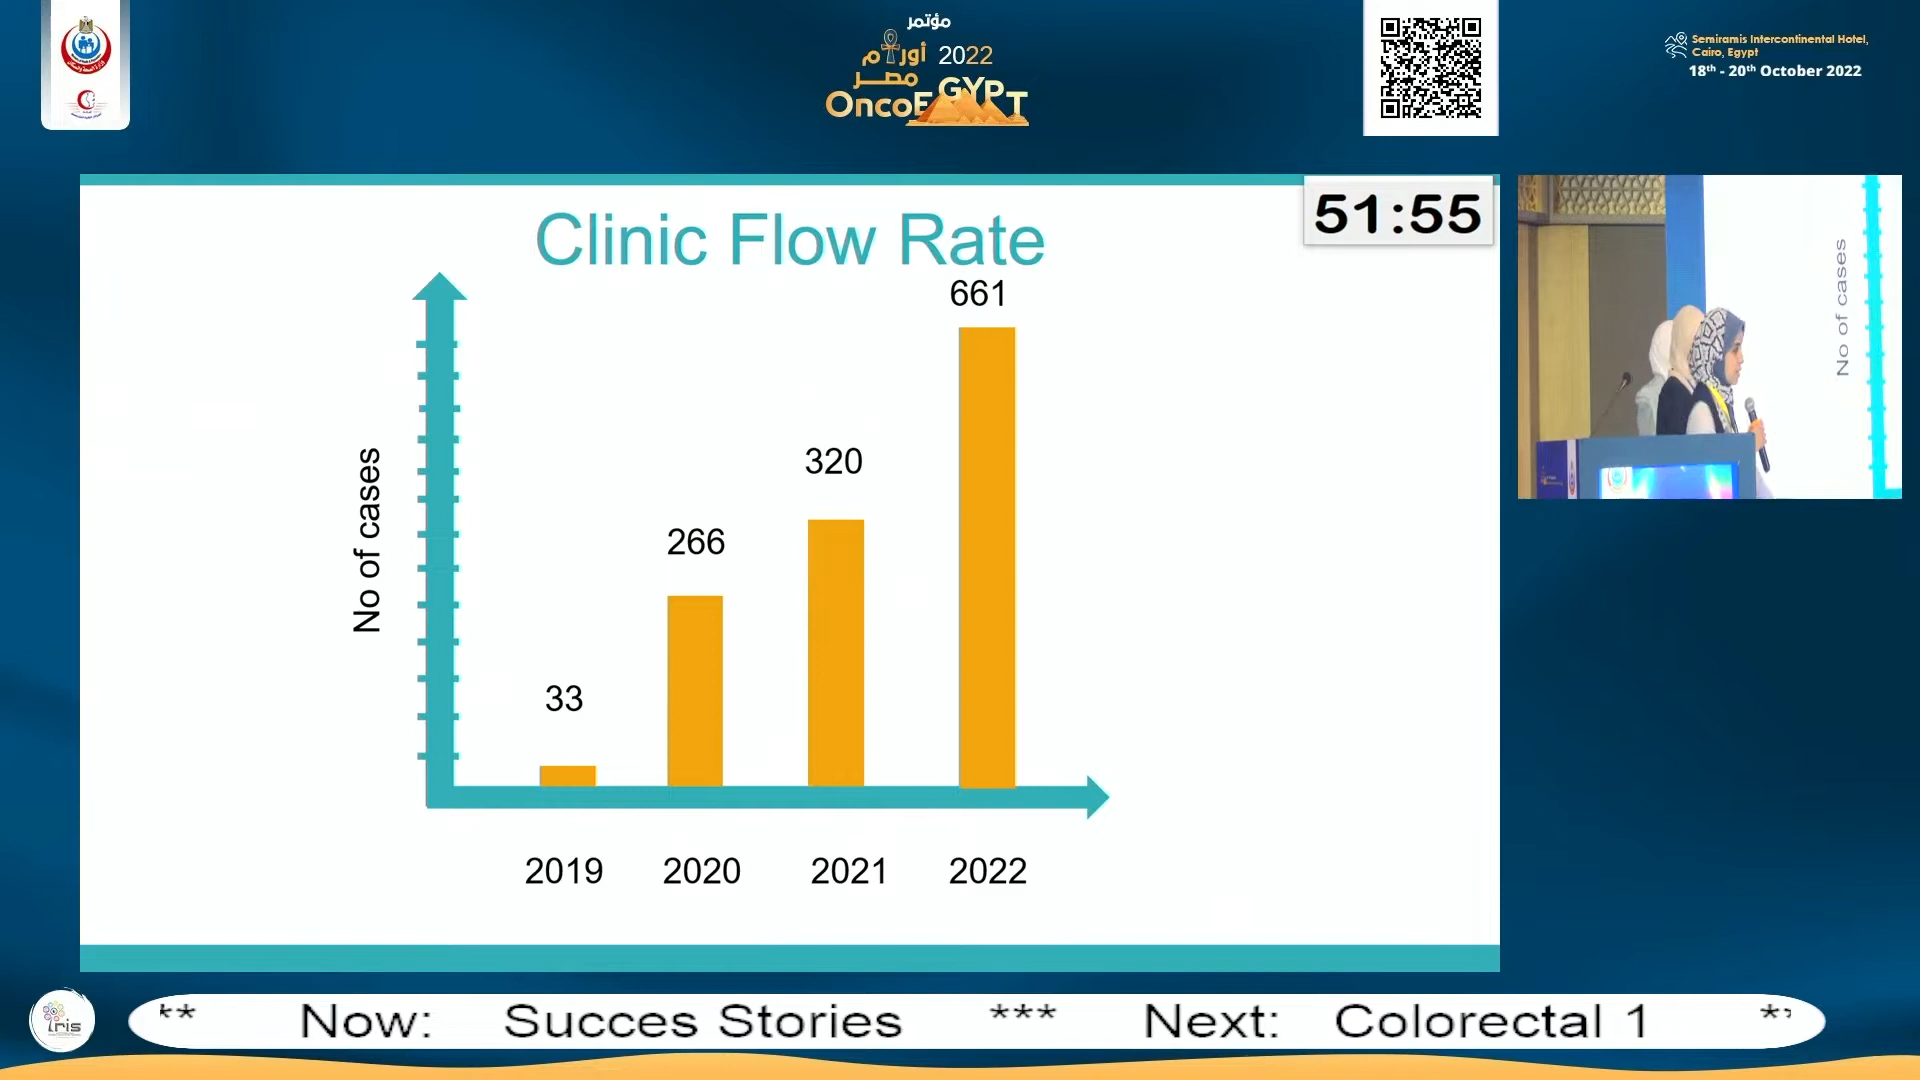 مؤتمر
أورام
مصر
2022
OncoEGYPT
Semiramis Intercontinental Hotel,
Cairo, Egypt
18th - 20th October 2022
51:55
Clinic Flow Rate
No of cases
661
320
266
33
2019 2020 2021 2022
No of cases
iris
** Now: Succes Stories *** Next: Colorectal 1 *